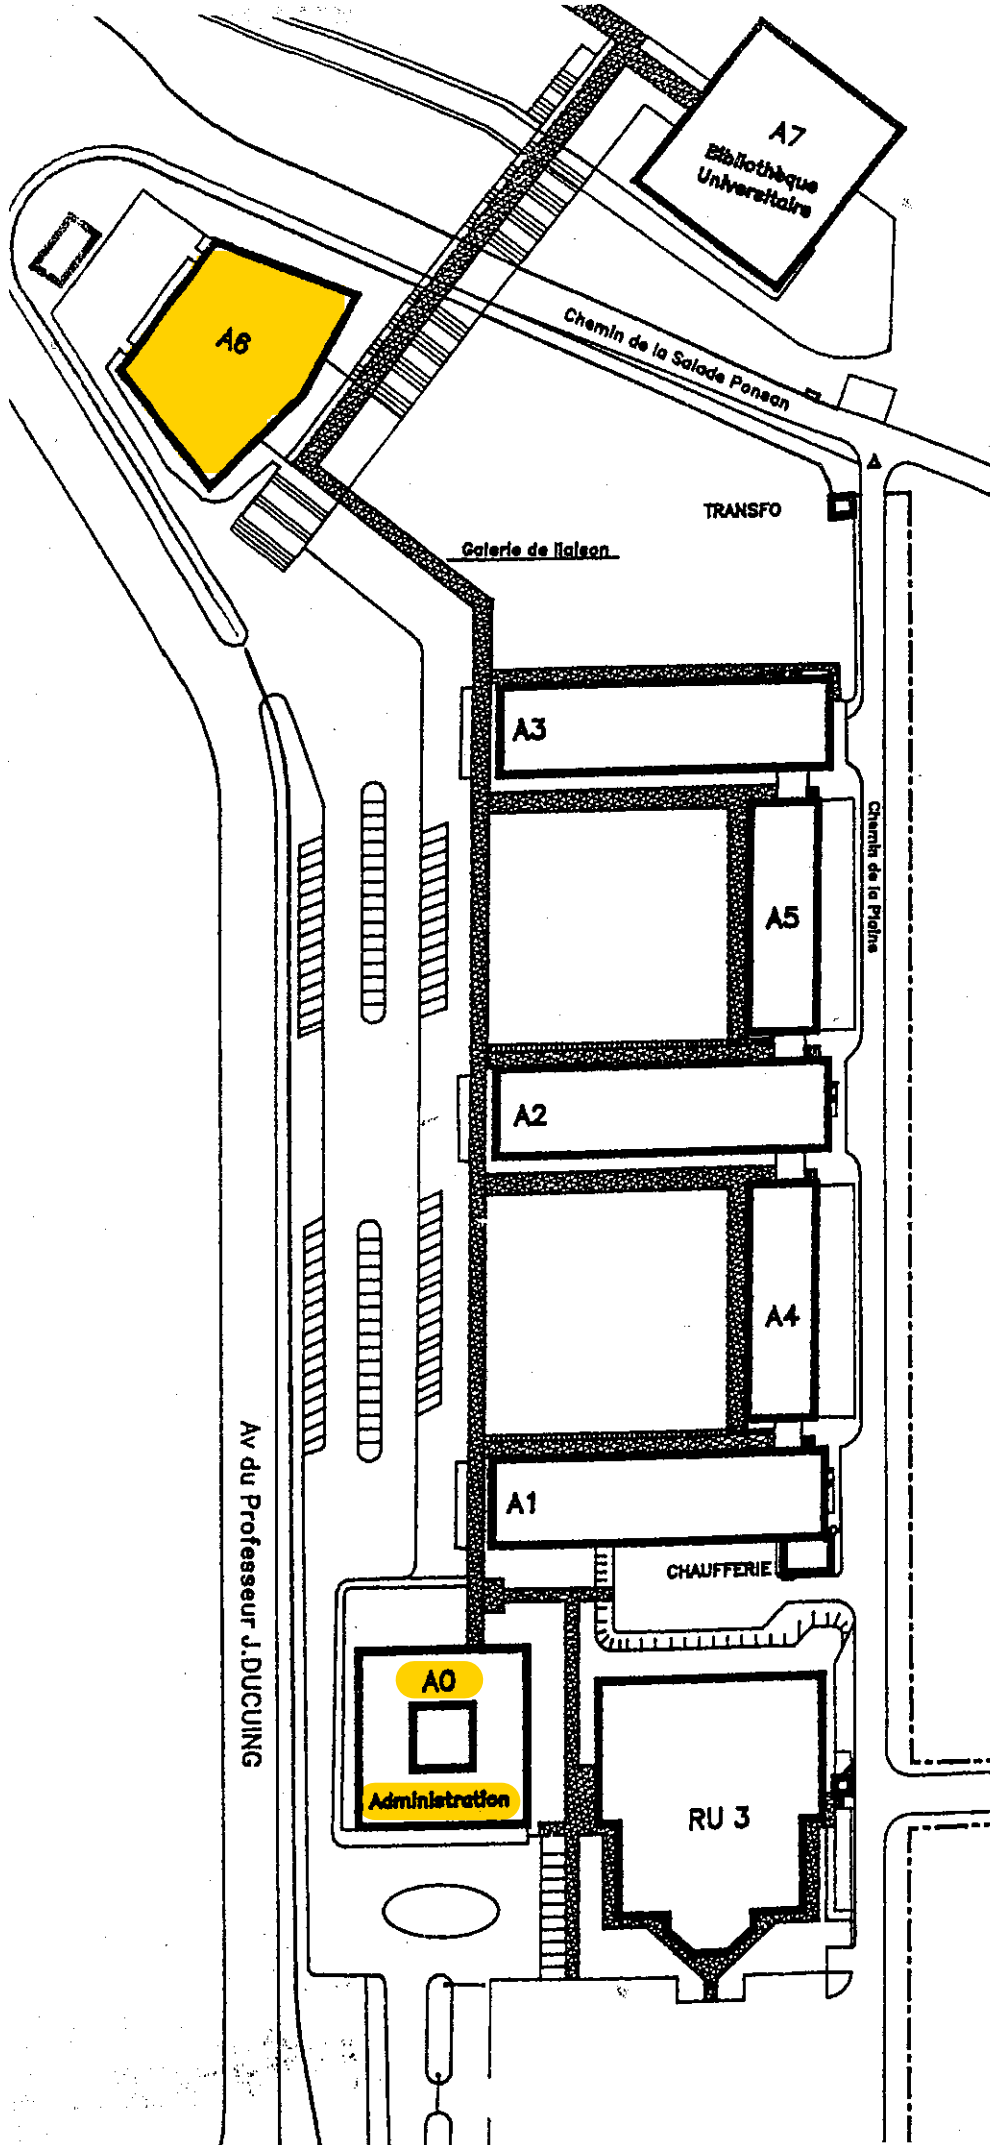 A7
Bibliothèque
Universitaire
A6
Chemin de la Salade Ponsan
TRANSFO
Galerie de liaison
A3
Chemin de la Plaine
A5
A2
A4
A1
Av du Professeur J.DUCUING
CHAUFFERIE
A0
Administration
RU 3